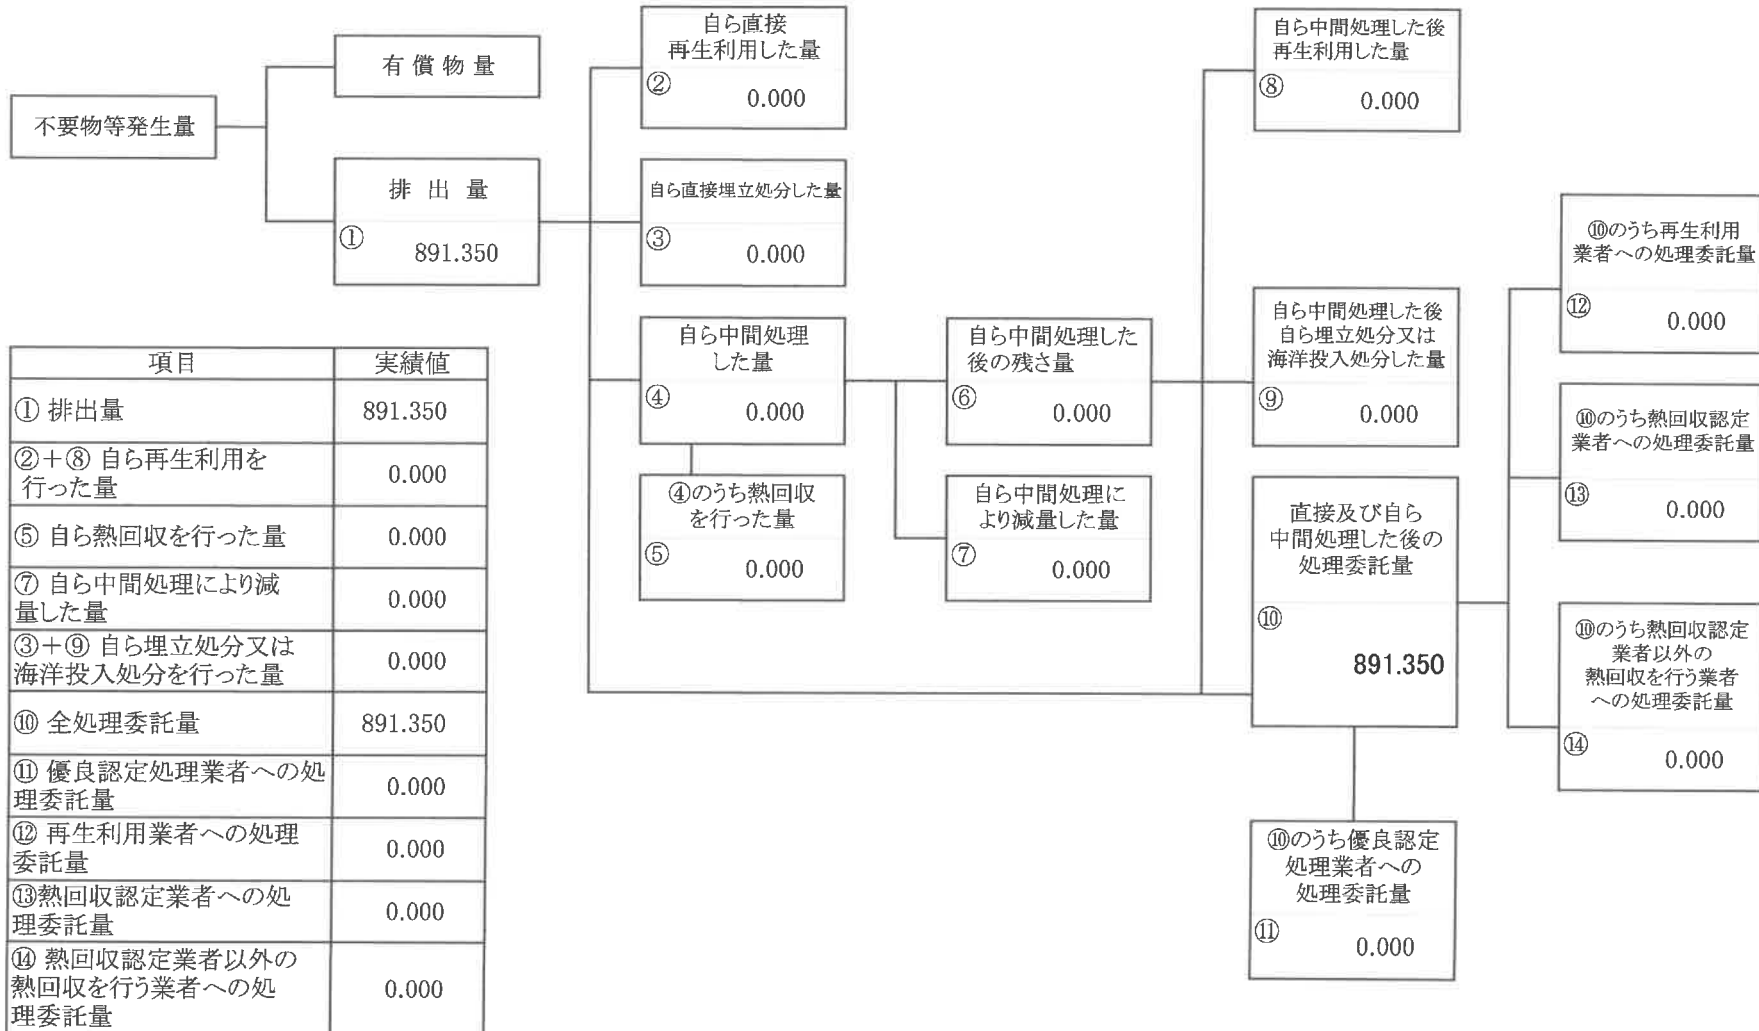 不要物等発生量
有 償 物 量
排 出 量
①
891.350
自ら直接
再生利用した量
②
0.000
自ら直接埋立処分した量
③
0.000
自ら中間処理
した量
④
0.000
④のうち熱回収
を行った量
⑤
0.000
自ら中間処理した
後の残さ量
⑥
0.000
自ら中間処理に
より減量した量
⑦
0.000
自ら中間処理した後
再生利用した量
⑧
0.000
自ら中間処理した後
自ら埋立処分又は
海洋投入処分した量
⑨
0.000
直接及び自ら
中間処理した後の
処理委託量
⑩
891.350
⑩のうち優良認定
処理業者への
処理委託量
⑪
0.000
⑩のうち再生利用
業者への処理委託量
⑫
0.000
⑩のうち熱回収認定
業者への処理委託量
⑬
0.000
⑩のうち熱回収認定
業者以外の
熱回収を行う業者
への処理委託量
⑭
0.000
項目 実績値
① 排出量 891.350
②＋⑧ 自ら再生利用を
行った量 0.000
⑤ 自ら熱回収を行った量 0.000
⑦ 自ら中間処理により減
量した量 0.000
③＋⑨ 自ら埋立処分又は
海洋投入処分を行った量 0.000
⑩ 全処理委託量 891.350
⑪ 優良認定処理業者への処
理委託量 0.000
⑫ 再生利用業者への処理
委託量 0.000
⑬熱回収認定業者への処
理委託量 0.000
⑭ 熱回収認定業者以外の
熱回収を行う業者への処
理委託量 0.000